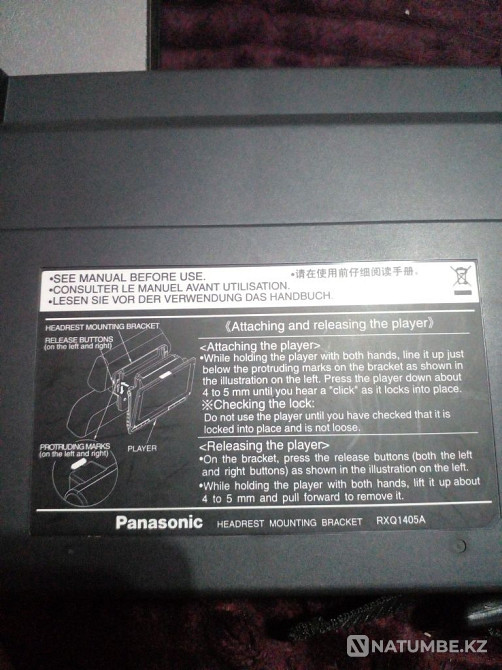 •SEE MANUAL BEFORE USE.
•请在使用前仔细阅读手册.
•CONSULTER LE MANUEL AVANT UTILISATION.
•LESEN SIE VOR DER VERWENDUNG DAS HANDBUCH.
HEADREST MOUNTING BRACKET
RELEASE BUTTONS
(on the left and right)
PROTRUDING MARKS
(on the left and right)
PLAYER
《Attaching and releasing the player》
<Attaching the player>
•While holding the player with both hands, line it up just
below the protruding marks on the bracket as shown in
the illustration on the left. Press the player down about
4 to 5 mm until you hear a "click" as it locks into place.
※Checking the lock:
Do not use the player until you have checked that it is
locked into place and is not loose.
<Releasing the player>
•On the bracket, press the release buttons (both the left
and right buttons) as shown in the illustration on the left.
•While holding the player with both hands, lift it up about
4 to 5 mm and pull forward to remove it.
Panasonic HEADREST MOUNTING BRACKET RXQ1405A
NATUMBE.KZ